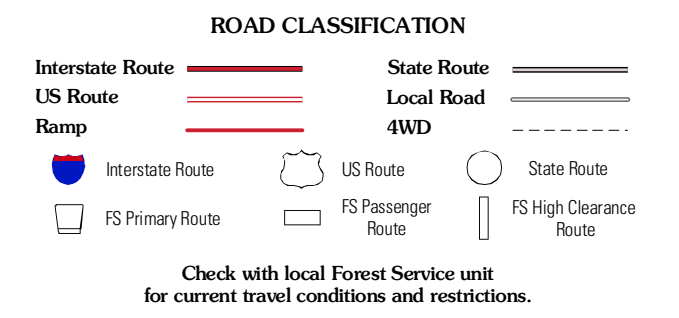 ROAD CLASSIFICATION
Interstate Route
State Route
US Route
Local Road
Ramp
4WD
Interstate Route
US Route
State Route
FS Primary Route
FS Passenger
Route
FS High Clearance
Route
Check with local Forest Service unit
for current travel conditions and restrictions.